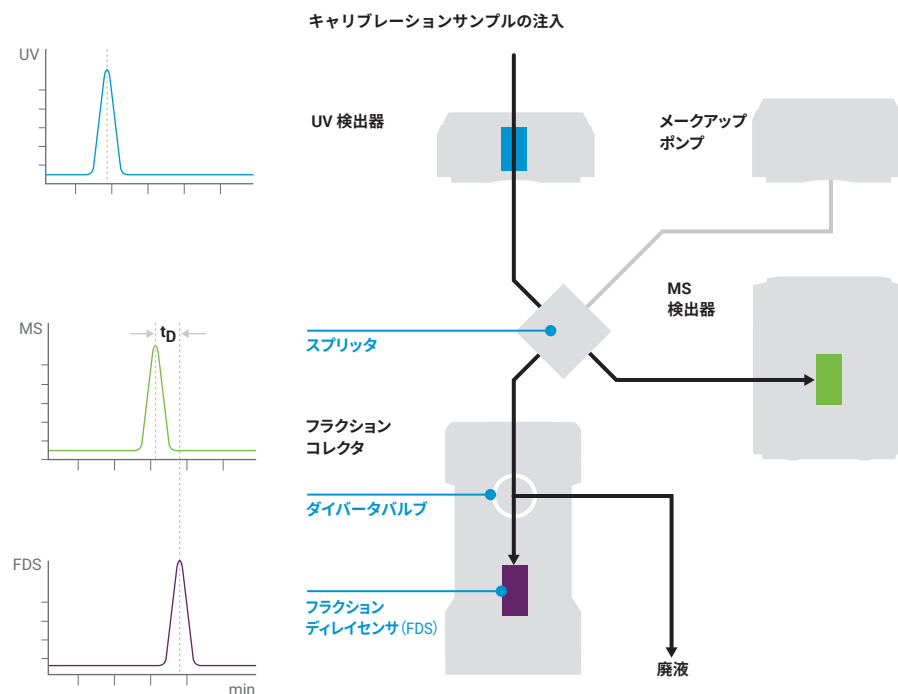 キャリブレーションサンプルの注入
UV
UV 検出器
メークアップ
ポンプ
MS
検出器
MS
tD
スプリッタ
フラクション
コレクタ
ダイバータバルブ
FDS
フラクション
ディレイセンサ(FDS)
廃液
min